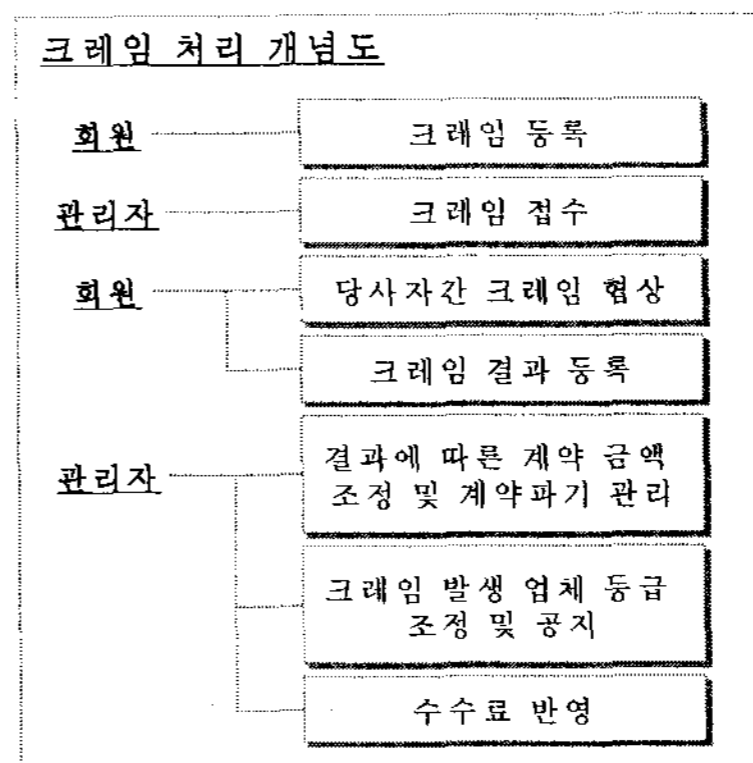 크레임 처리 개념도
회원
크래임 등록
관리자
크레임 접수
회원
당사자간 크레임 협상
크레임 결과 등록
관리자
결과에 따른 계약 금액
조정 및 계약파기 관리
크레임 발생 업체 등급
조정 및 공지
수수료 반영